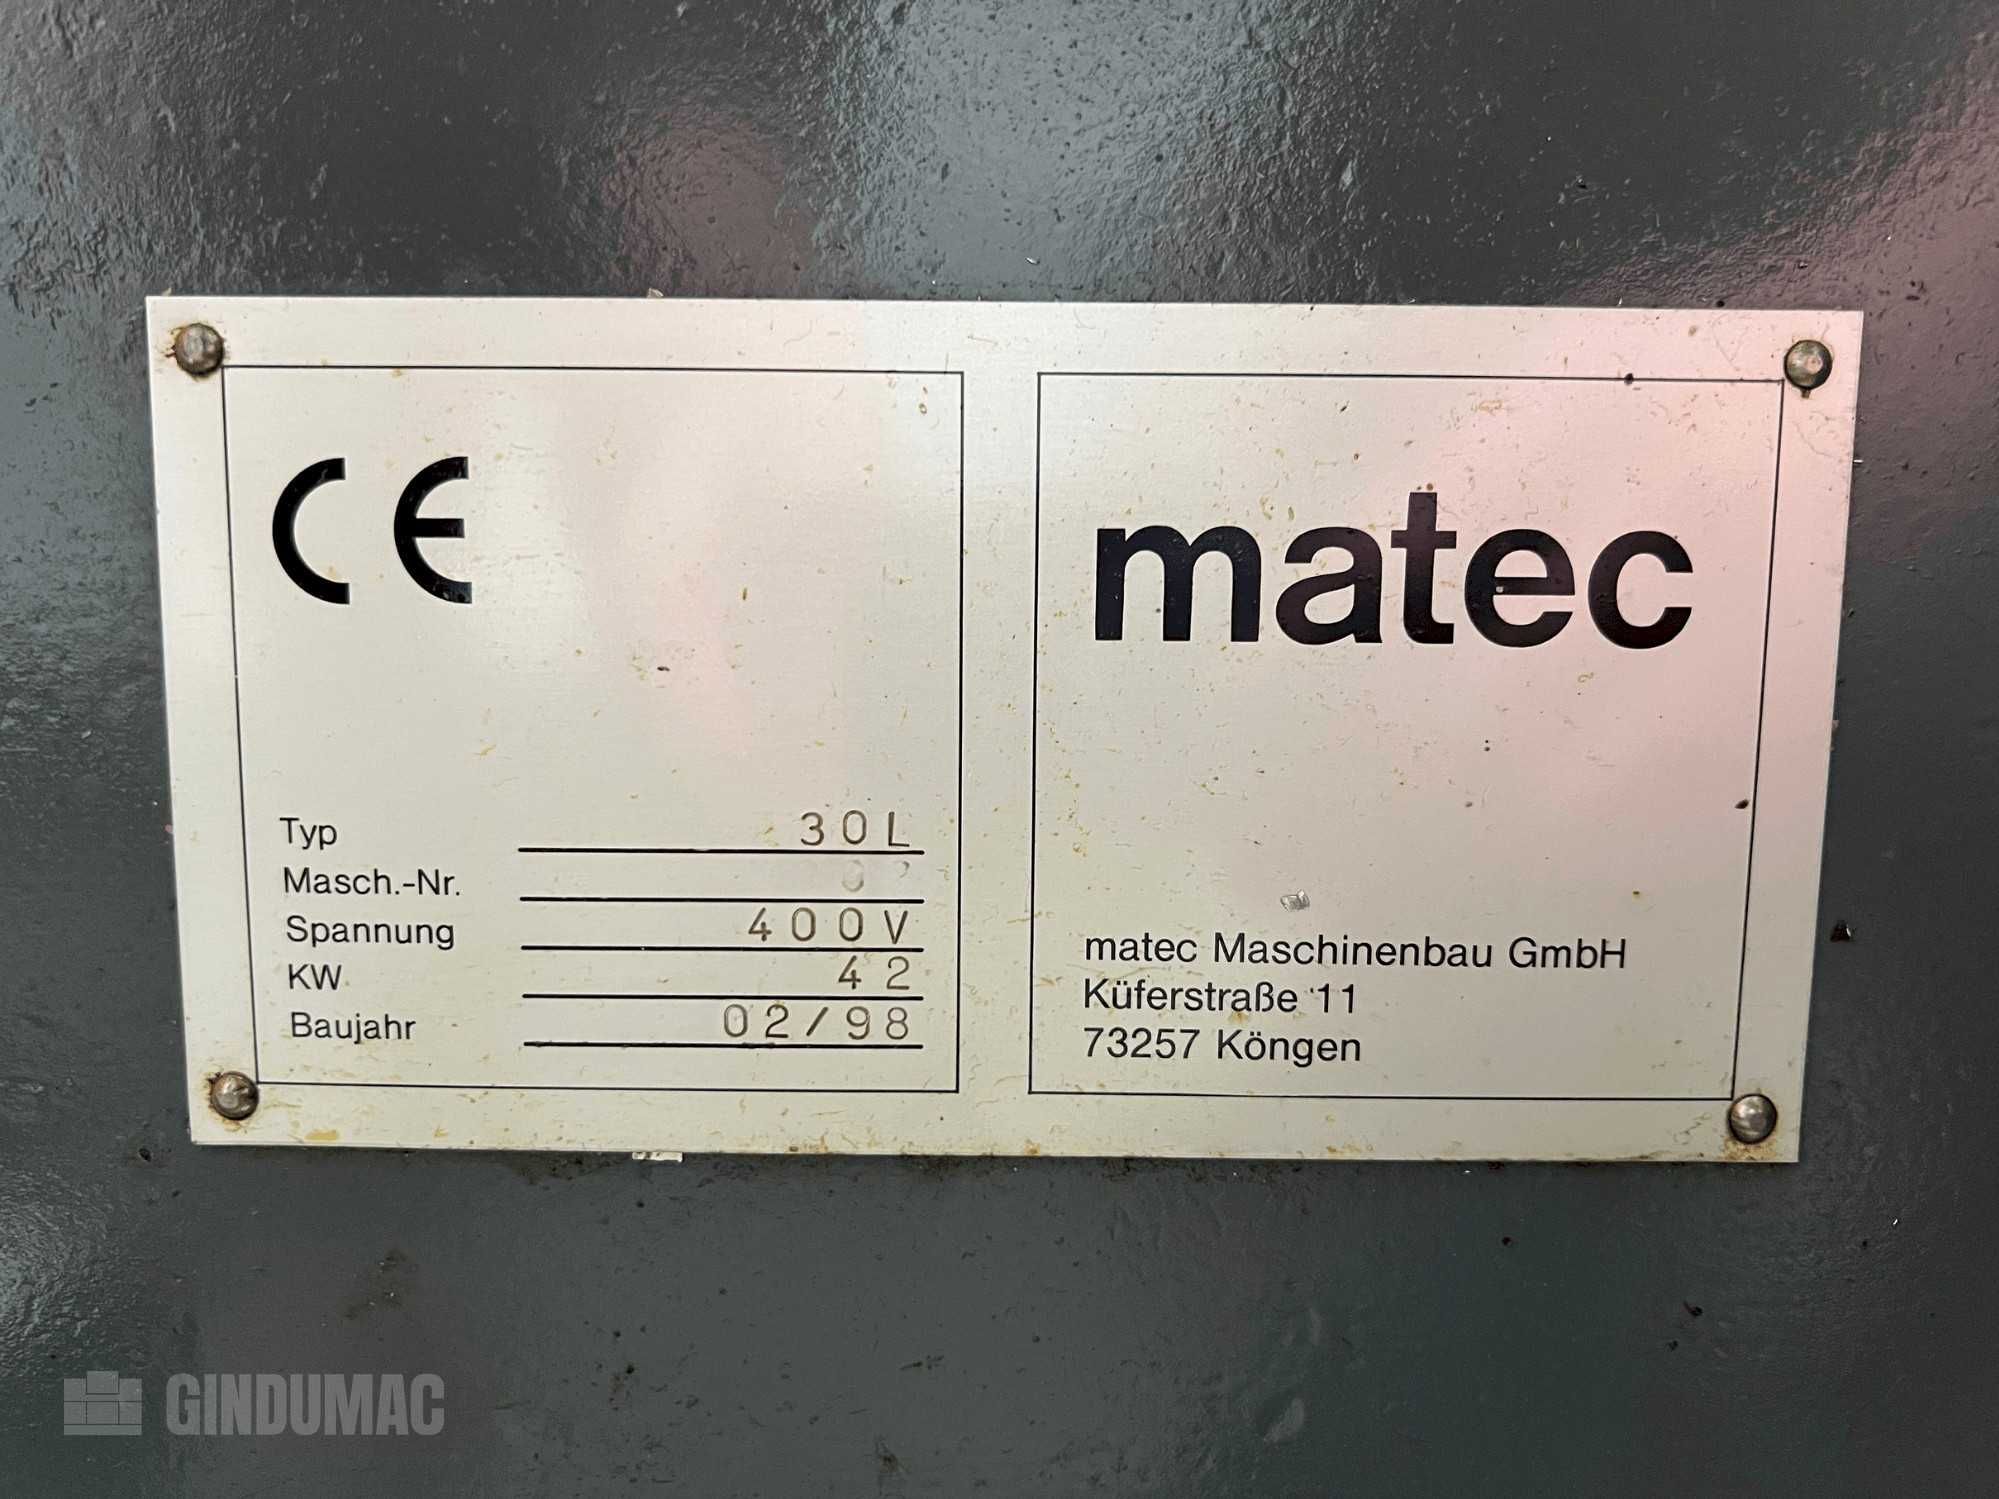 CE
Typ 30L
Masch.-Nr.
Spannung 400V
KW 42
Baujahr 02/98
matec
matec Maschinenbau GmbH
Küferstraße 11
73257 Köngen
GINDUMAC